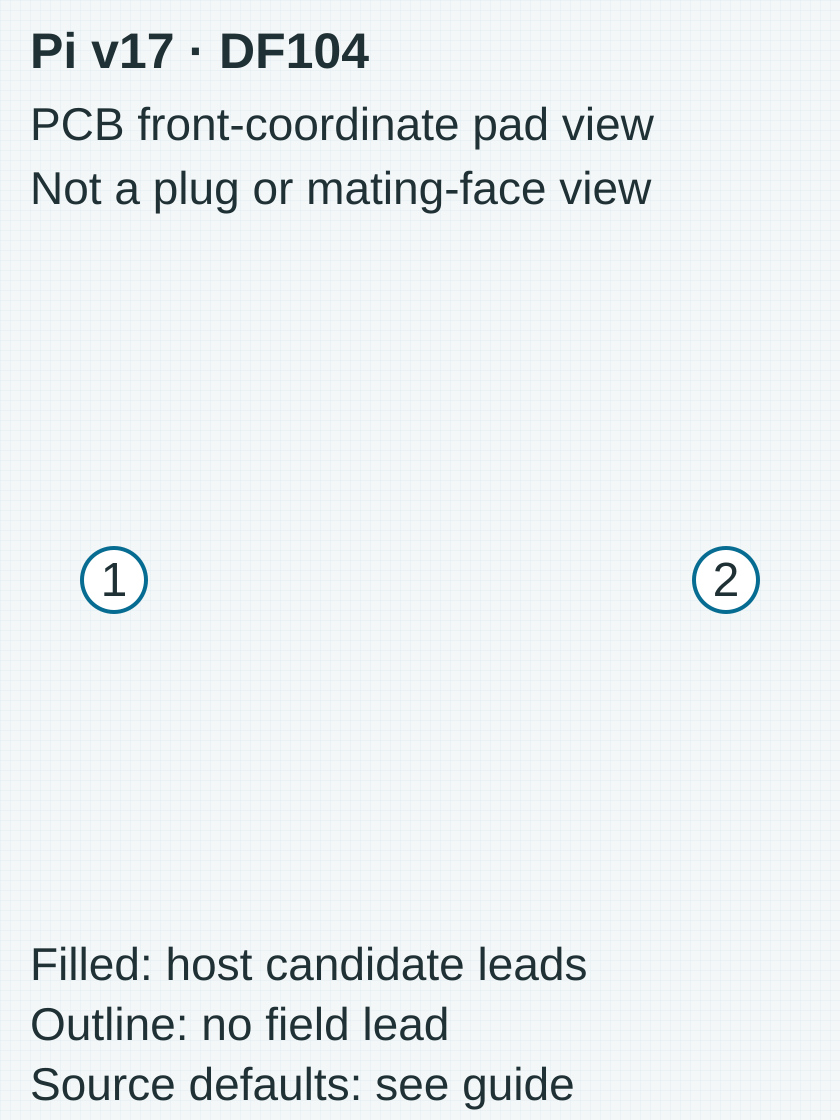 Pi v17 · DF104
PCB front-coordinate pad view
Not a plug or mating-face view
1
2
Filled: host candidate leads
Outline: no field lead
Source defaults: see guide